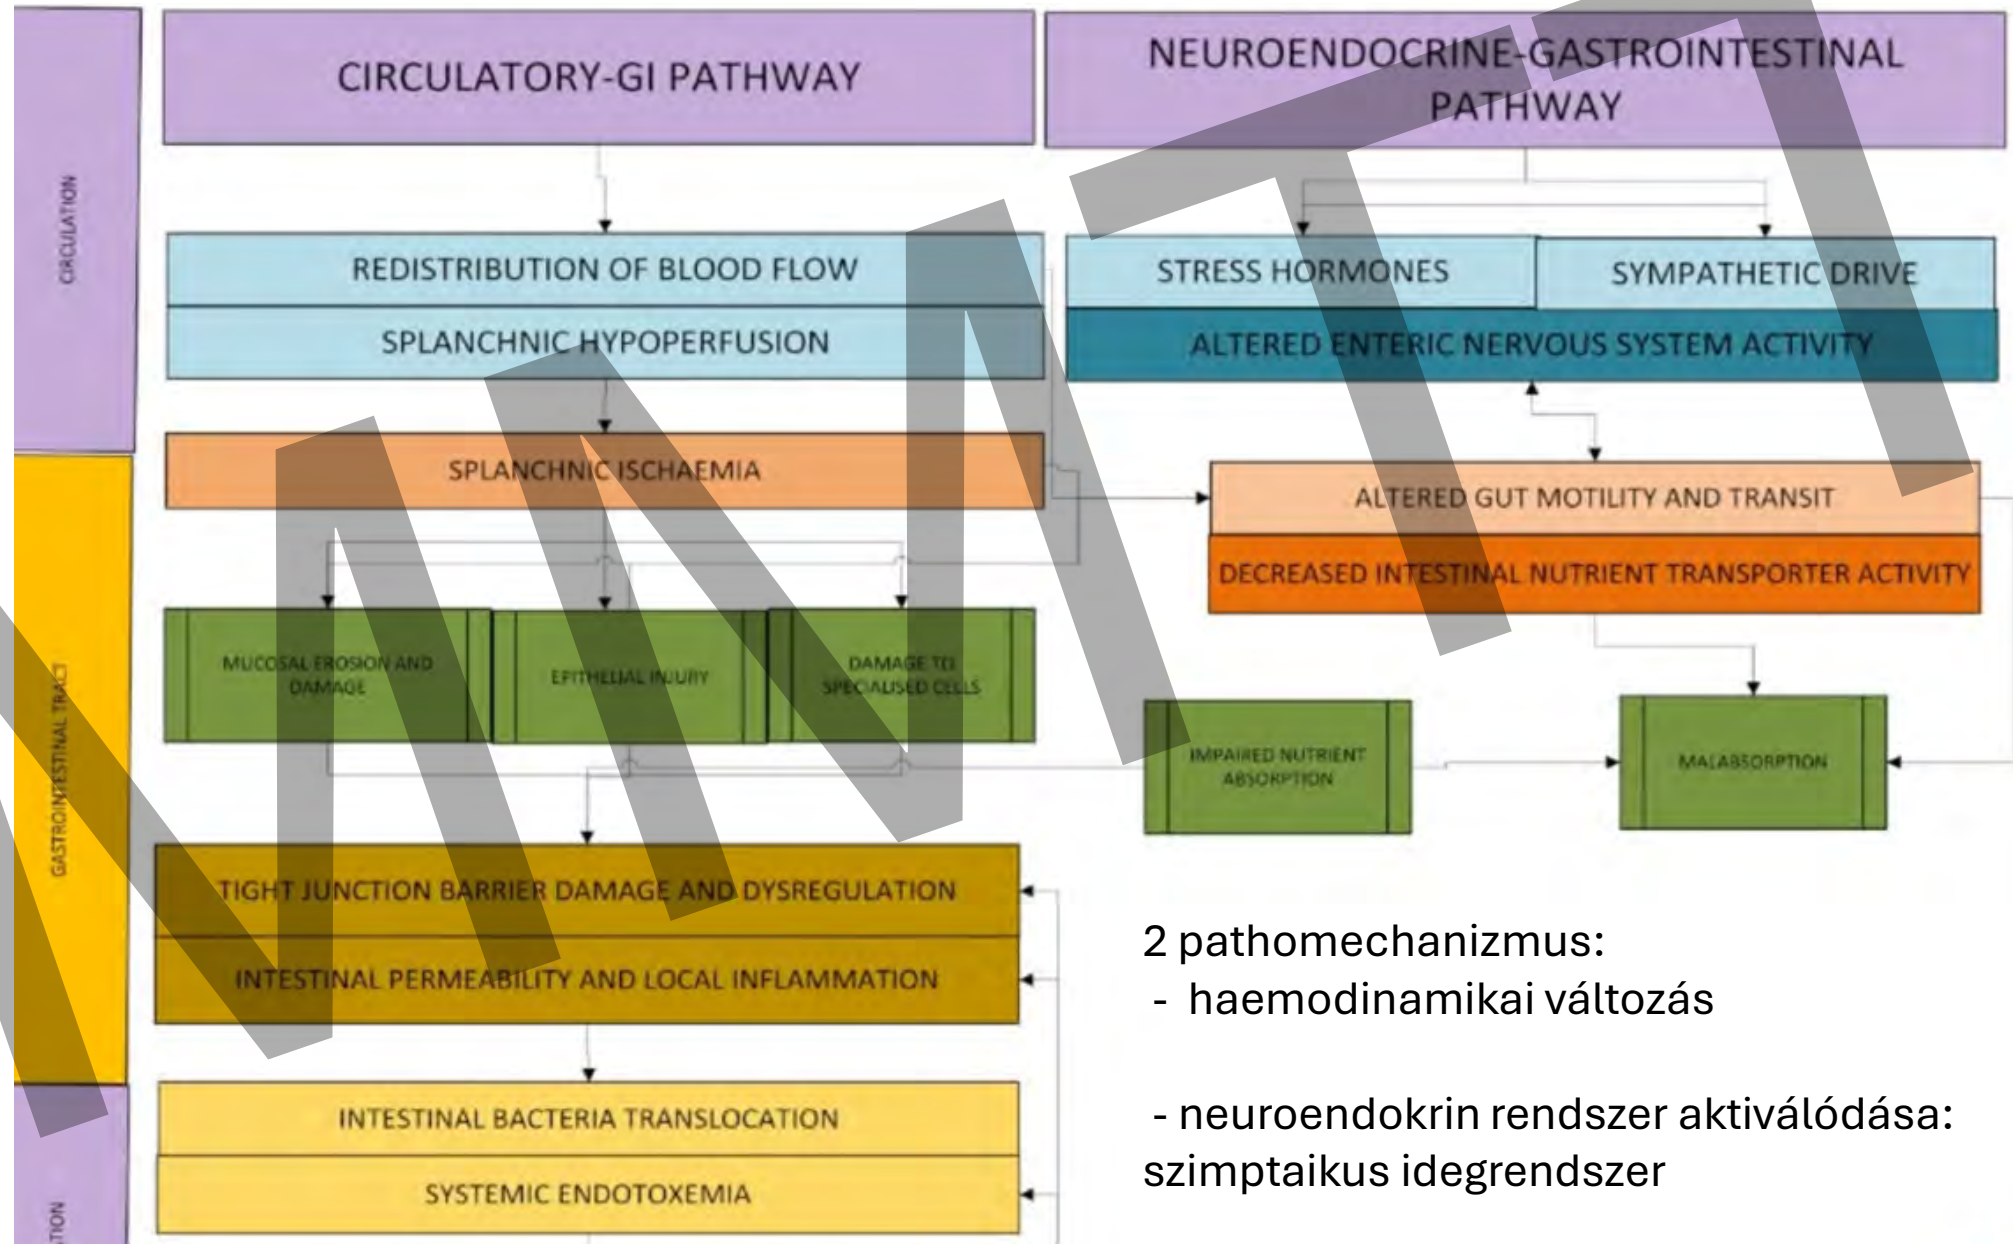 CIRCULATORY-GI PATHWAY
NEUROENDOCRINE-GASTROINTESTINAL
PATHWAY
CIRCULATION
REDISTRIBUTION OF BLOOD FLOW
SPLANCHNIC HYPOPERFUSION
STRESS HORMONES
SYMPATHETIC DRIVE
ALTERED ENTERIC NERVOUS SYSTEM ACTIVITY
SPLANCHNIC ISCHAEMIA
ALTERED GUT MOTILITY AND TRANSIT
DECREASED INTESTINAL NUTRIENT TRANSPORTER ACTIVITY
GASTROINTESTINAL TRACT
MUCOSAL EROSION AND
DAMAGE
EPITHELIAL INJURY
DAMAGE TO
SPECIALISED CELLS
IMPAIRED NUTRIENT
ABSORPTION
MALABSORPTION
TIGHT JUNCTION BARRIER DAMAGE AND DYSREGULATION
INTESTINAL PERMEABILITY AND LOCAL INFLAMMATION
INTESTINAL BACTERIA TRANSLOCATION
SYSTEMIC ENDOTOXEMIA
2 pathomechanizmus:
- haemodinamikai változás
- neuroendokrin rendszer aktiválódása:
szimptaikus idegrendszer